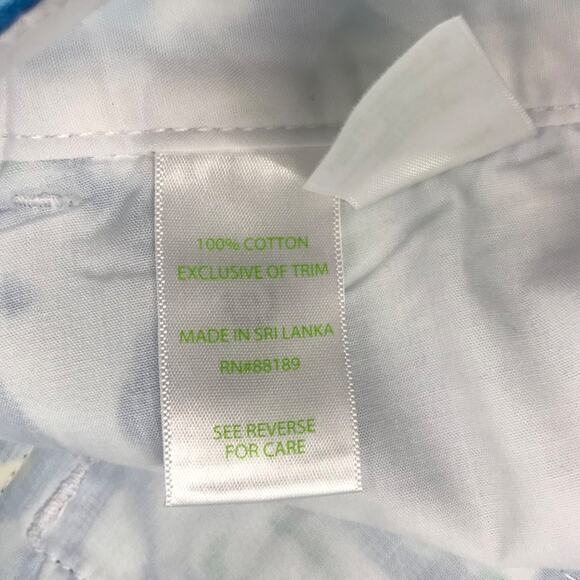 100% COTTON
EXCLUSIVE OF TRIM
MADE IN SRI LANKA
RN#88189
SEE REVERSE
FOR CARE